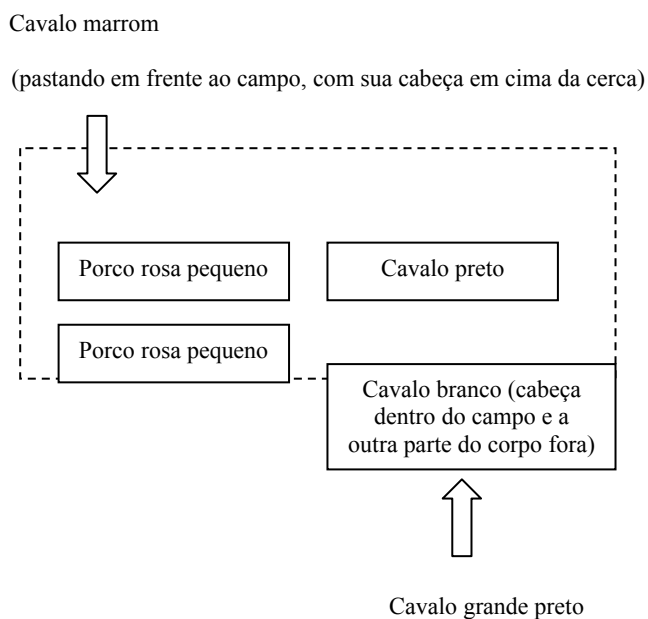 Cavalo marrom
(pastando em frente ao campo, com sua cabeça em cima da cerca)
Porco rosa pequeno
Cavalo preto
Porco rosa pequeno
Cavalo branco (cabeça
dentro do campo e a
outra parte do corpo fora)
Cavalo grande preto